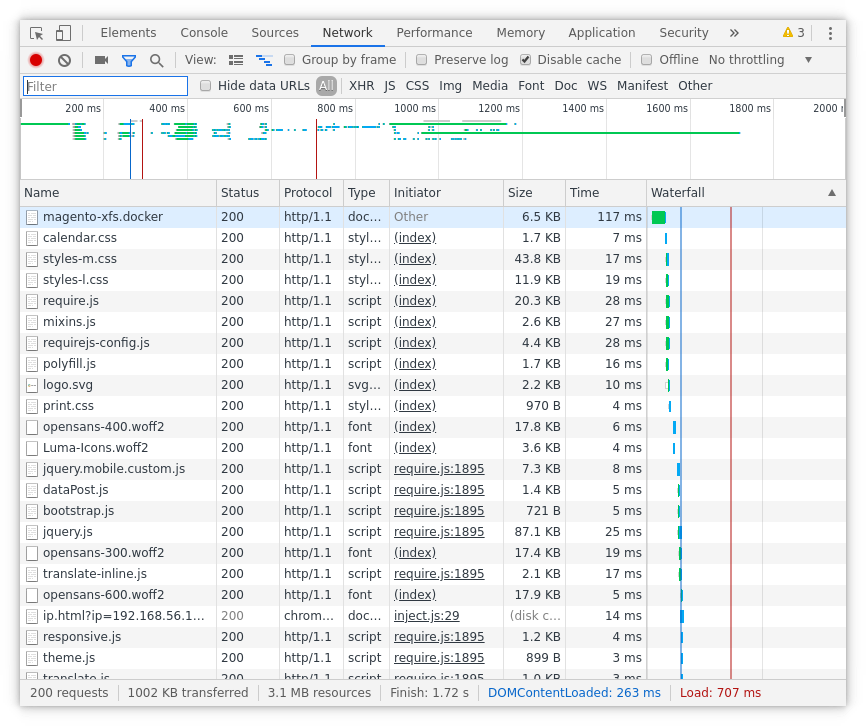 Elements Console Sources Network Performance Memory Application Security » 3
View: Group by frame Preserve log Disable cache Offline No throttling
Filter Hide data URLs All XHR JS CSS Img Media Font Doc WS Manifest Other
200 ms 400 ms 600 ms 800 ms 1000 ms 1200 ms 1400 ms 1600 ms 1800 ms 2000
Name Status Protocol Type Initiator Size Time Waterfall
magento-xfs.docker 200 http/1.1 doc… Other 6.5 KB 117 ms
calendar.css 200 http/1.1 styl… (index) 1.7 KB 7 ms
styles-m.css 200 http/1.1 styl… (index) 43.8 KB 17 ms
styles-l.css 200 http/1.1 styl… (index) 11.9 KB 19 ms
require.js 200 http/1.1 script (index) 20.3 KB 28 ms
mixins.js 200 http/1.1 script (index) 2.6 KB 27 ms
requirejs-config.js 200 http/1.1 script (index) 4.4 KB 28 ms
polyfill.js 200 http/1.1 script (index) 1.7 KB 16 ms
logo.svg 200 http/1.1 svg… (index) 2.2 KB 10 ms
print.css 200 http/1.1 styl… (index) 970 B 4 ms
opensans-400.woff2 200 http/1.1 font (index) 17.8 KB 6 ms
Luma-Icons.woff2 200 http/1.1 font (index) 3.6 KB 4 ms
jquery.mobile.custom.js 200 http/1.1 script require.js:1895 7.3 KB 8 ms
dataPost.js 200 http/1.1 script require.js:1895 1.4 KB 5 ms
bootstrap.js 200 http/1.1 script require.js:1895 721 B 5 ms
jquery.js 200 http/1.1 script require.js:1895 87.1 KB 25 ms
opensans-300.woff2 200 http/1.1 font (index) 17.4 KB 19 ms
translate-inline.js 200 http/1.1 script require.js:1895 2.1 KB 17 ms
opensans-600.woff2 200 http/1.1 font (index) 17.9 KB 5 ms
ip.html?ip=192.168.56.1… 200 chrom… doc… inject.js:29 (disk c… 14 ms
responsive.js 200 http/1.1 script require.js:1895 1.2 KB 4 ms
theme.js 200 http/1.1 script require.js:1895 899 B 3 ms
translate.js 200 http/1.1 script require.js:1895 1.0 KB 3 ms
200 requests 1002 KB transferred 3.1 MB resources Finish: 1.72 s DOMContentLoaded: 263 ms Load: 707 ms